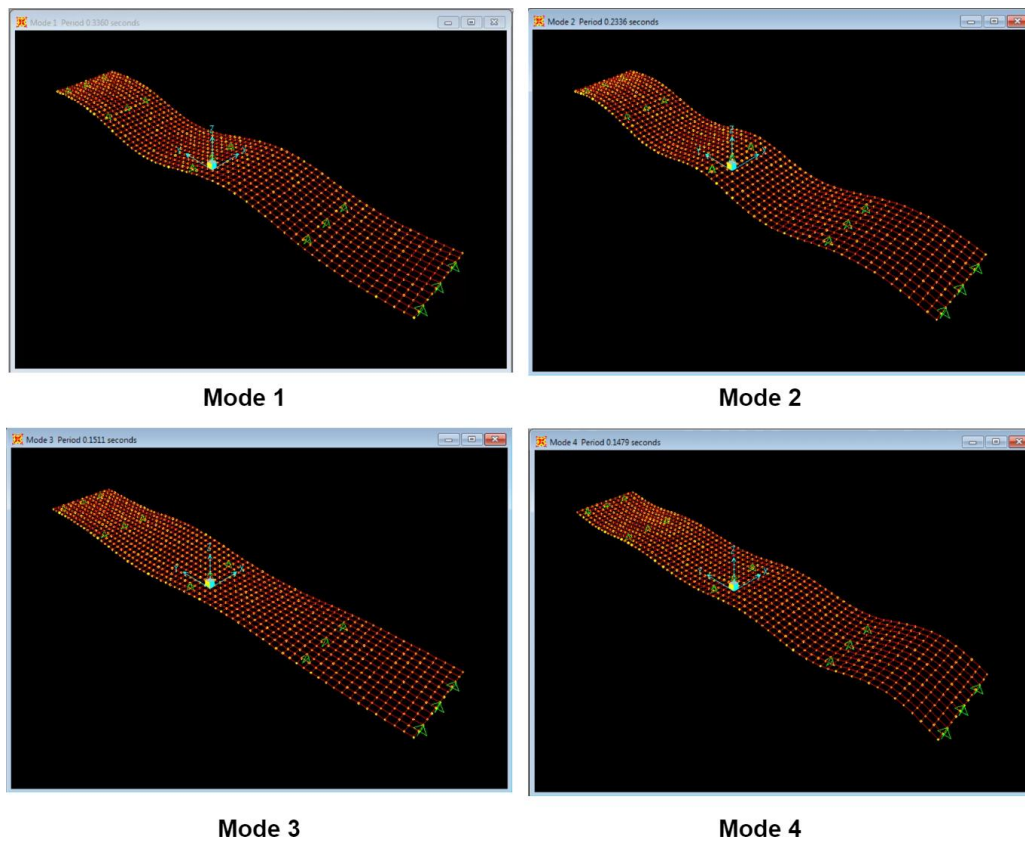 Mode 1 Period 0.3360 seconds
Mode 2 Period 0.2336 seconds
Z
Z
Mode 1
Mode 2
Mode 3 Period 0.1511 seconds
Mode 4 Period 0.1479 seconds
Z
Z
Mode 3
Mode 4